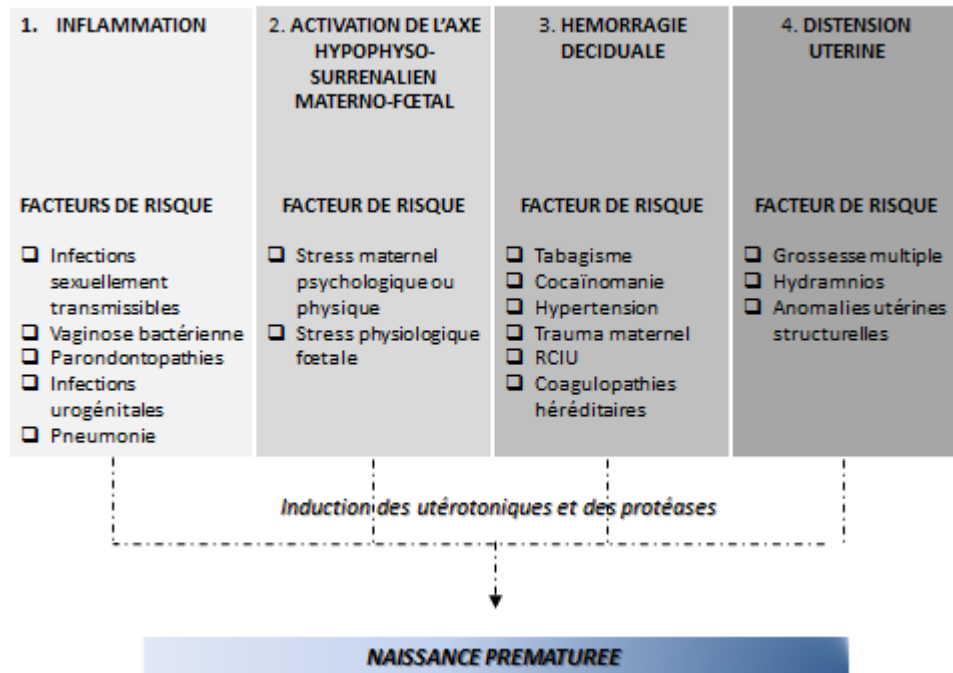 1. INFLAMMATION
FACTEURS DE RISQUE
❑ Infections
sexuellement
transmissibles
❑ Vaginose bactérienne
❑ Parondontopathies
❑ Infections
urogénitales
❑ Pneumonie
2. ACTIVATION DE L'AXE
HYPOPHYSO-
SURRENALIEN
MATERNO-FŒTAL
FACTEUR DE RISQUE
❑ Stress maternel
psychologique ou
physique
❑ Stress physiologique
fœtale
3. HEMORRAGIE
DECIDUALE
FACTEUR DE RISQUE
❑ Tabagisme
❑ Cocaïnomanie
❑ Hypertension
❑ Trauma maternel
❑ RCIU
❑ Coagulopathies
héréditaires
4. DISTENSION
UTERINE
FACTEUR DE RISQUE
❑ Grossesse multiple
❑ Hydramnios
❑ Anomalies utérines
structurelles
Induction des utérotoniques et des protéases
NAISSANCE PREMATUREE